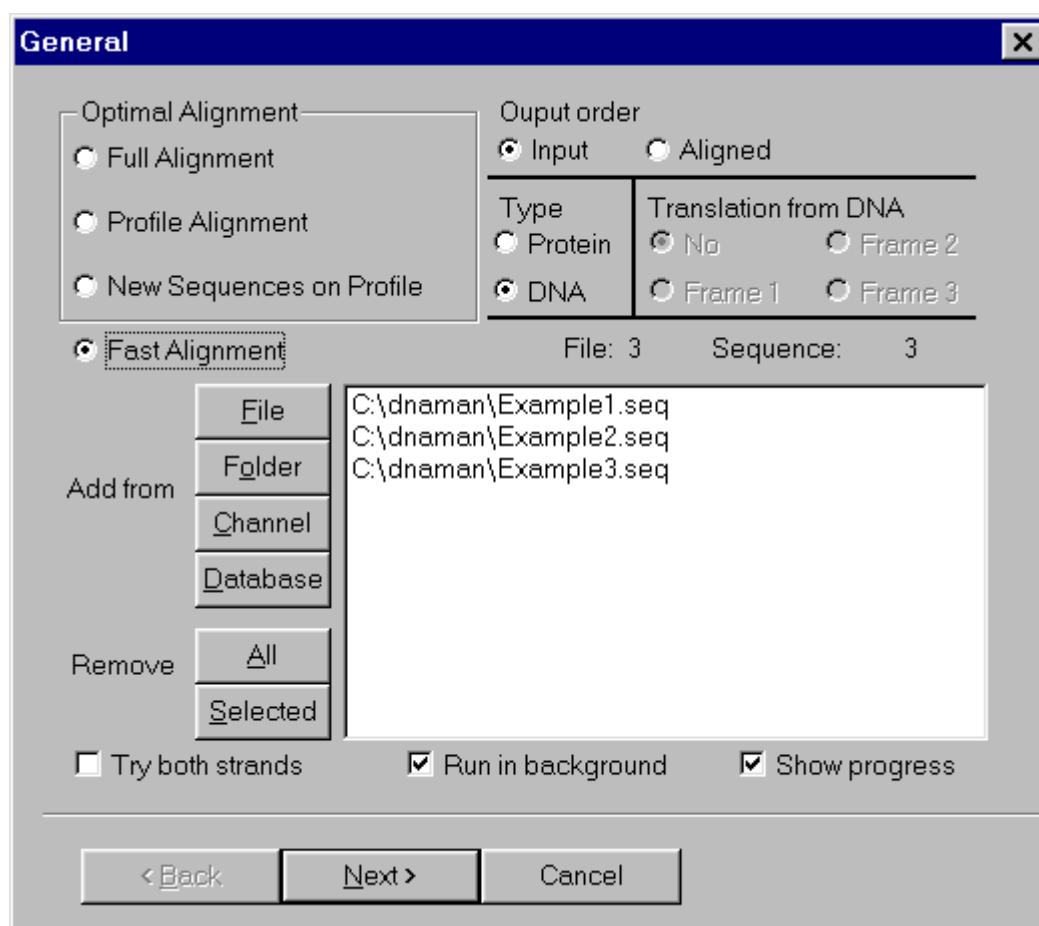 General
Optimal Alignment
Full Alignment
Profile Alignment
New Sequences on Profile
Fast Alignment
Ouput order
Input Aligned
Type
Protein
DNA
Translation from DNA
No Frame 2
Frame 1 Frame 3
File: 3 Sequence: 3
Add from
File
Folder
Channel
Database
Remove
All
Selected
C:\dnaman\Example1.seq
C:\dnaman\Example2.seq
C:\dnaman\Example3.seq
Try both strands Run in background Show progress
< Back Next > Cancel